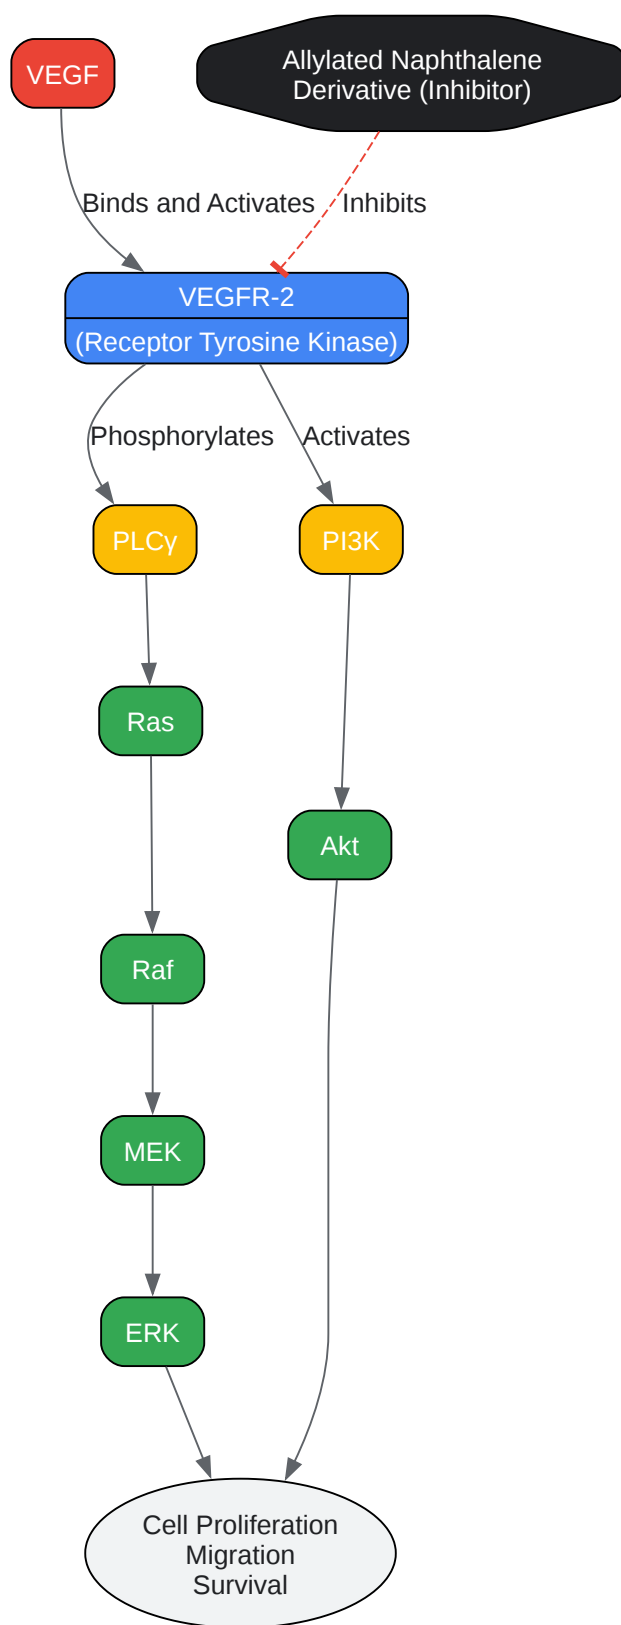 VEGF
Allylated Naphthalene
Derivative (Inhibitor)
Binds and Activates
Inhibits
VEGFR-2
(Receptor Tyrosine Kinase)
Phosphorylates
Activates
PLCγ
PI3K
Ras
Akt
Raf
MEK
ERK
Cell Proliferation
Migration
Survival